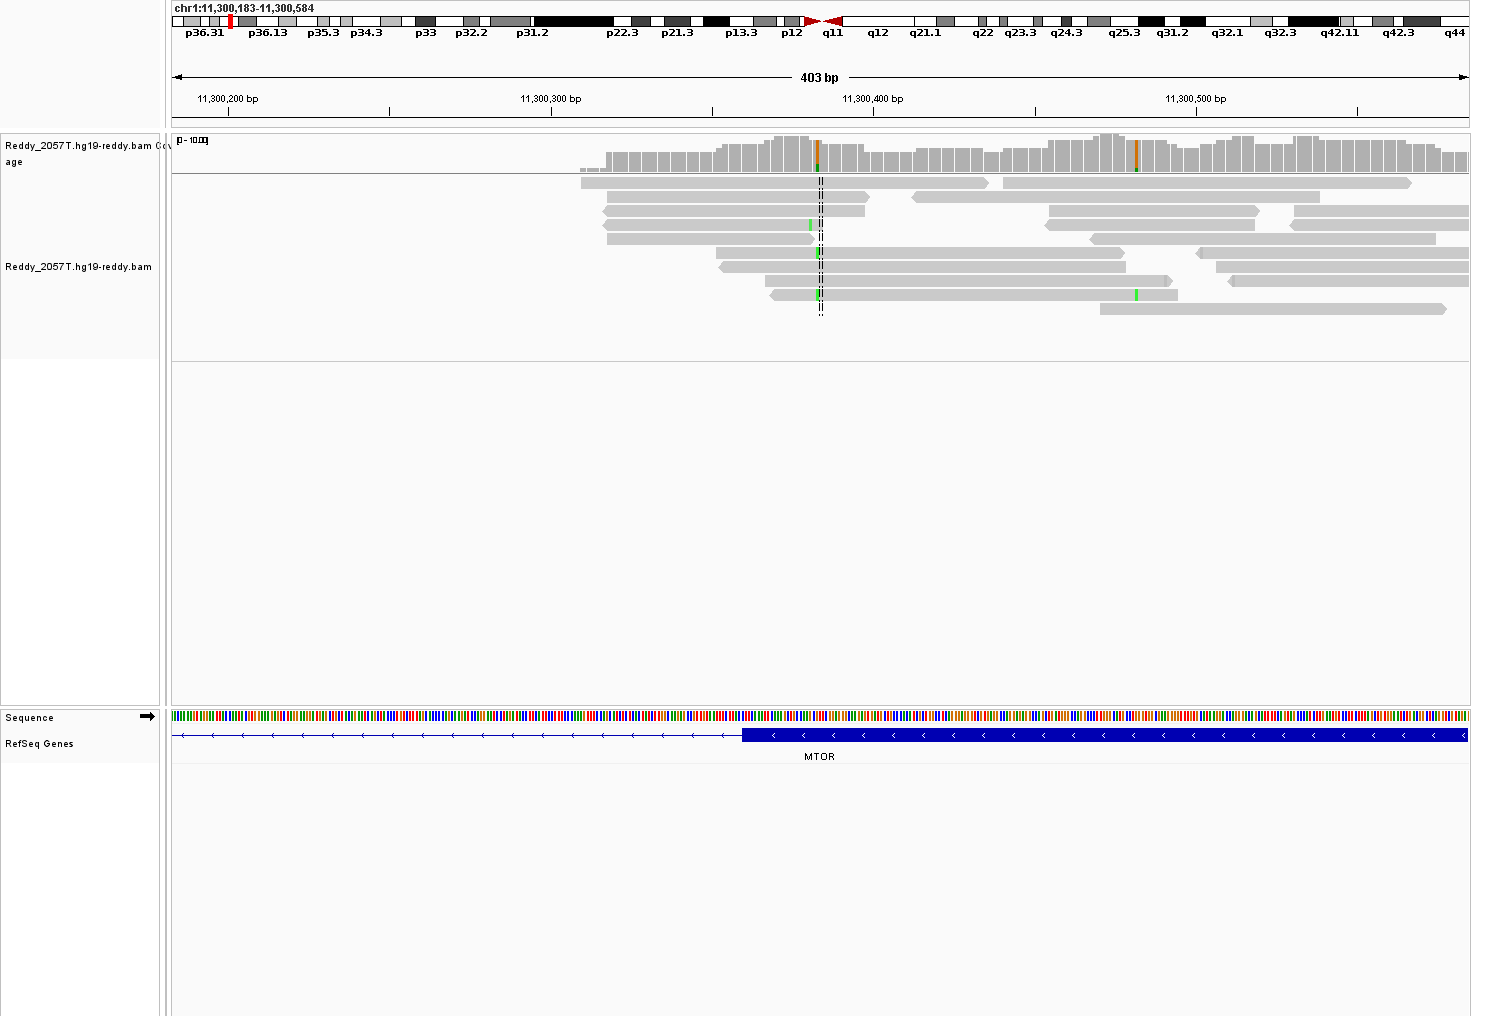 chr1:11,300,183-11,300,584
p36.31 p36.13 p35.3 p34.3 p33 p32.2 p31.2 p22.3 p21.3 p13.3 p12 q11 q12 q21.1 q22 q23.3 q24.3 q25.3 q31.2 q32.1 q32.3 q42.11 q42.3 q44
403 bp
11,300,200 bp 11,300,300 bp 11,300,400 bp 11,300,500 bp
Reddy_2057T.hg19-reddy.bam Cov
age
[0 - 10.00]
Reddy_2057T.hg19-reddy.bam
Sequence
RefSeq Genes
MTOR